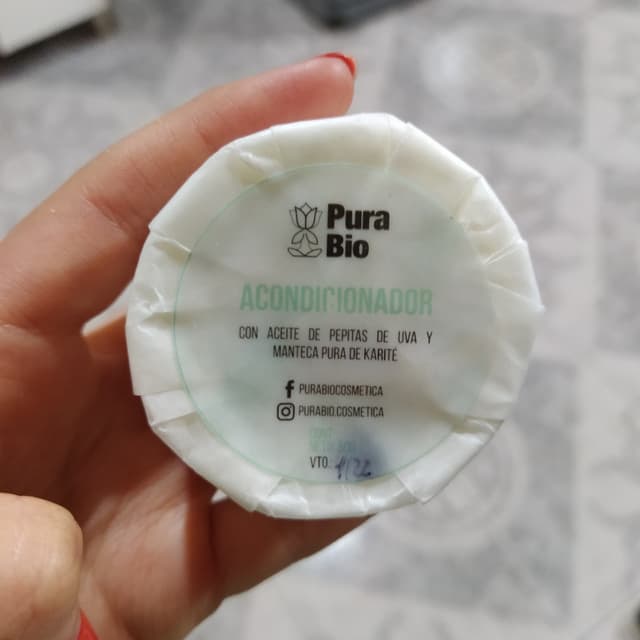 Pura
Bio
ACONDICIONADOR
CON ACEITE DE PEPITAS DE UVA Y
MANTECA PURA DE KARITÉ
PURABIOCOSMETICA
PURABIO.COSMETICA
VTO.